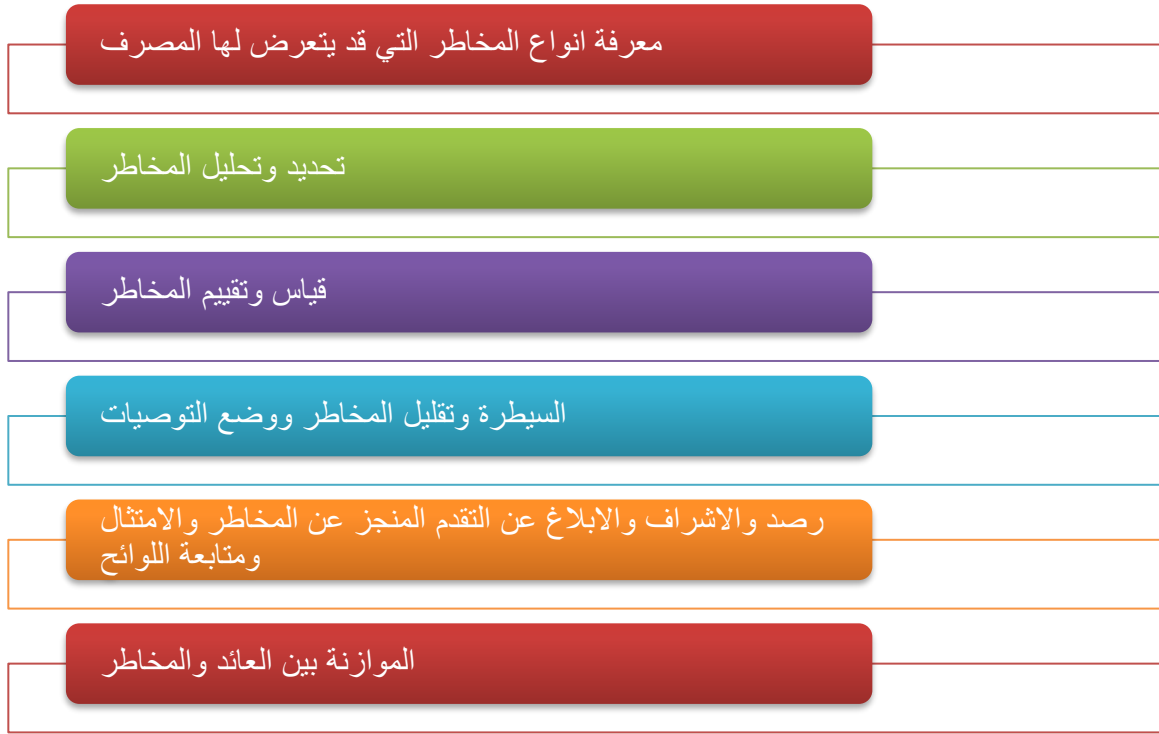 معرفة انواع المخاطر التي قد يتعرض لها المصرف
تحديد وتحليل المخاطر
قياس وتقييم المخاطر
السيطرة وتقليل المخاطر ووضع التوصيات
رصد والاشراف والابلاغ عن التقدم المنجز عن المخاطر والامتثال
ومتابعة اللوائح
الموازنة بين العائد والمخاطر